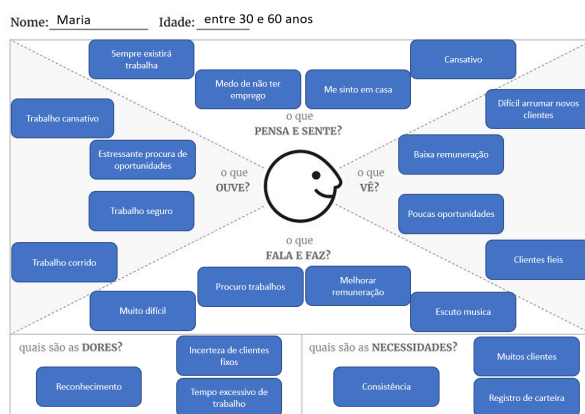 Nome: Maria Idade: entre 30 e 60 anos
Sempre existirá
trabalha
Medo de não ter
emprego
Me sinto em casa
Cansativo
o que
PENSA E SENTE?
Trabalho cansativo
Estressante procura de
oportunidades
Trabalho seguro
Trabalho corrido
o que
OUVE?
o que
VÊ?
Difícil arrumar novos
clientes
Baixa remuneração
Poucas oportunidades
Clientes fieis
o que
FALA E FAZ?
Muito difícil
Procuro trabalhos
Melhorar
remuneração
Escuto musica
quais são as DORES?
Reconhecimento
Incerteza de clientes
fixos
Tempo excessivo de
trabalho
quais são as NECESSIDADES?
Consistência
Muitos clientes
Registro de carteira